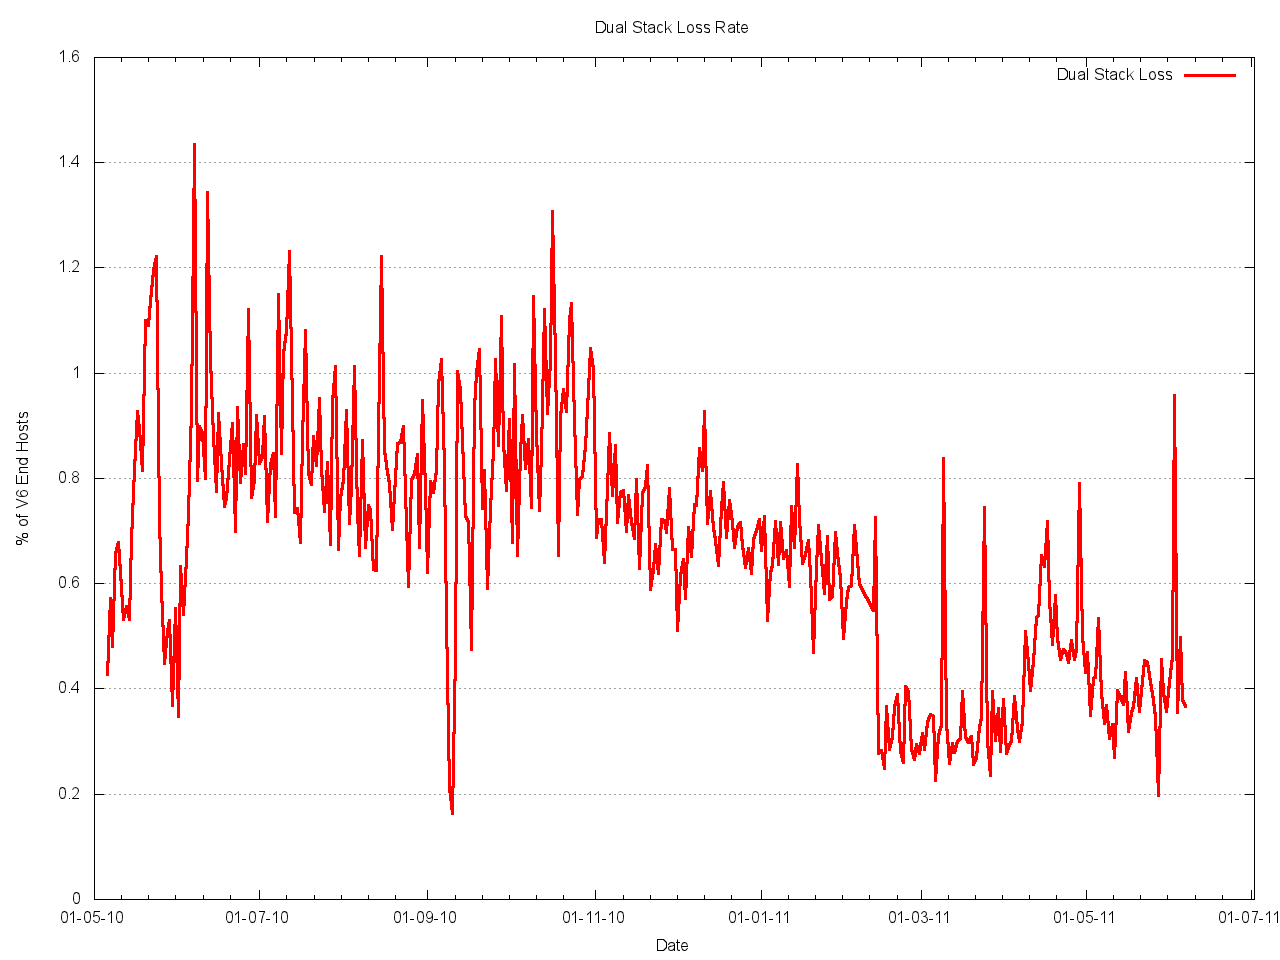 Dual Stack Loss Rate
Dual Stack Loss
1.6
1.4
1.2
1
0.8
0.6
0.4
0.2
0
% of V6 End Hosts
01-05-10 01-07-10 01-09-10 01-11-10 01-01-11 01-03-11 01-05-11 01-07-11
Date